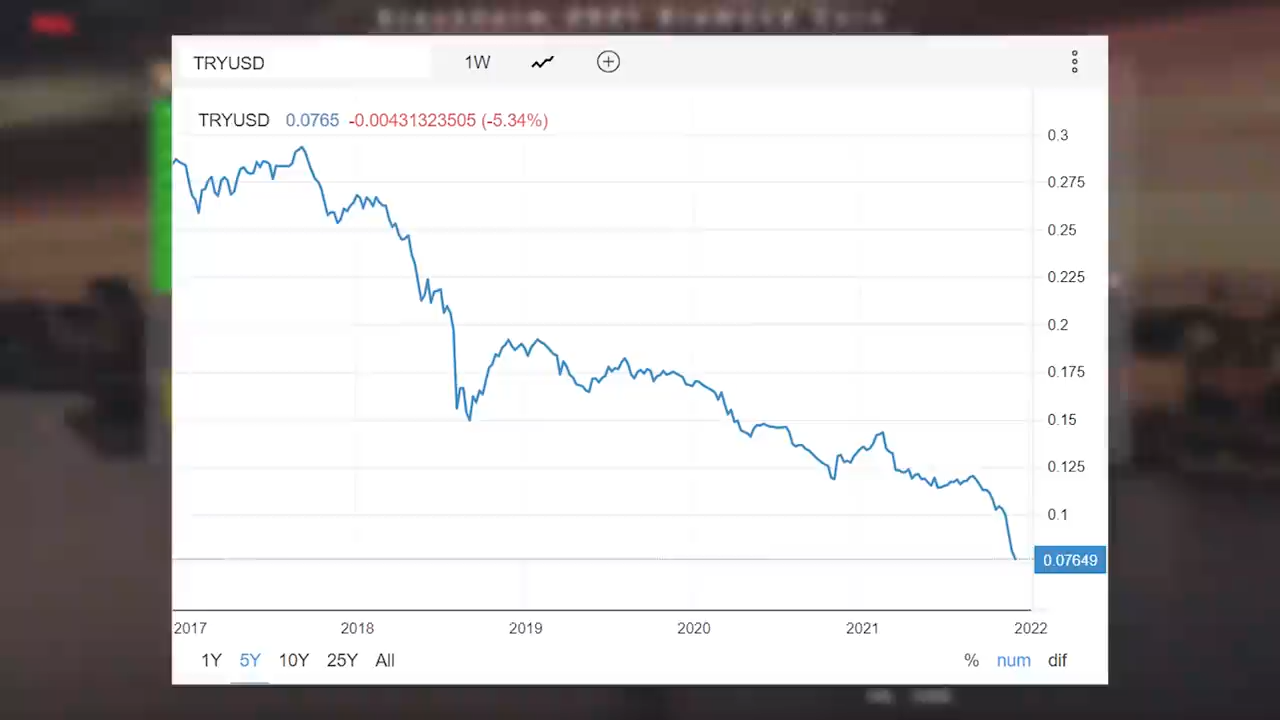 TRYUSD 1W
TRYUSD 0.0765 -0.00431323505 (-5.34%)
0.3
0.275
0.25
0.225
0.2
0.175
0.15
0.125
0.1
0.07649
2017 2018 2019 2020 2021 2022
1Y 5Y 10Y 25Y All % num dif